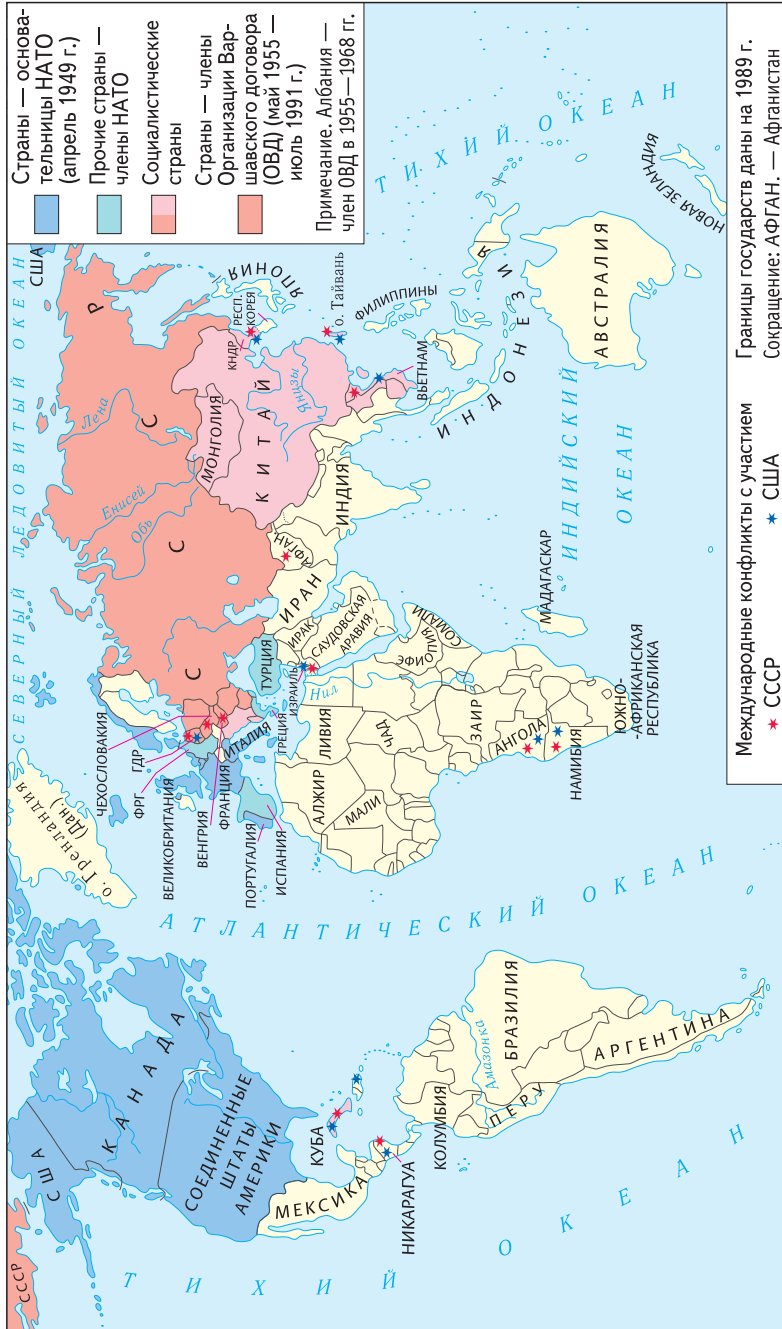 СЕВЕРНЫЙ ЛЕДОВИТЫЙ ОКЕАН
СССР
США
КАНАДА
СОЕДИНЕННЫЕ
ШТАТЫ
АМЕРИКИ
МЕКСИКА
КУБА
НИКАРАГУА
КОЛУМБИЯ
ПЕРУ
БРАЗИЛИЯ
Амазонка
АРГЕНТИНА
ТИХИЙ ОКЕАН
АТЛАНТИЧЕСКИЙ ОКЕАН
о. Гренландия
(Дан.)
ЧЕХОСЛОВАКИЯ
ГДР
ФРГ
ВЕЛИКОБРИТАНИЯ
ВЕНГРИЯ
ФРАНЦИЯ
ПОРТУГАЛИЯ
ИСПАНИЯ
ИТАЛИЯ
ГРЕЦИЯ
ТУРЦИЯ
ИЗРАИЛЬ
Нил
АЛЖИР
ЛИВИЯ
МАЛИ
ЧАД
ЗАИР
АНГОЛА
НАМИБИЯ
ЮЖНО-
-АФРИКАНСКАЯ
РЕСПУБЛИКА
ЭФИОПИЯ
СОМАЛИ
МАДАГАСКАР
ИРАК
САУДОВСКАЯ
АРАВИЯ
ИРАН
АФГАН.
ИНДИЯ
СССР
Обь
Енисей
Лена
МОНГОЛИЯ
КИТАЙ
Янцзы
КНДР
РЕСП.
КОРЕЯ
ЯПОНИЯ
о. Тайвань
ФИЛИППИНЫ
ВЬЕТНАМ
ИНДОНЕЗИЯ
ИНДИЙСКИЙ
ОКЕАН
АВСТРАЛИЯ
НОВАЯ ЗЕЛАНДИЯ
ТИХИЙ ОКЕАН
США
Страны — основа-
тельницы НАТО
(апрель 1949 г.)
Прочие страны —
члены НАТО
Социалистические
страны
Страны — члены
Организации Вар-
шавского договора
(ОВД) (май 1955 —
июль 1991 г.)
Примечание. Албания —
член ОВД в 1955—1968 гг.
Международные конфликты с участием
СССР
США
Границы государств даны на 1989 г.
Сокращение: АФГАН. — Афганистан